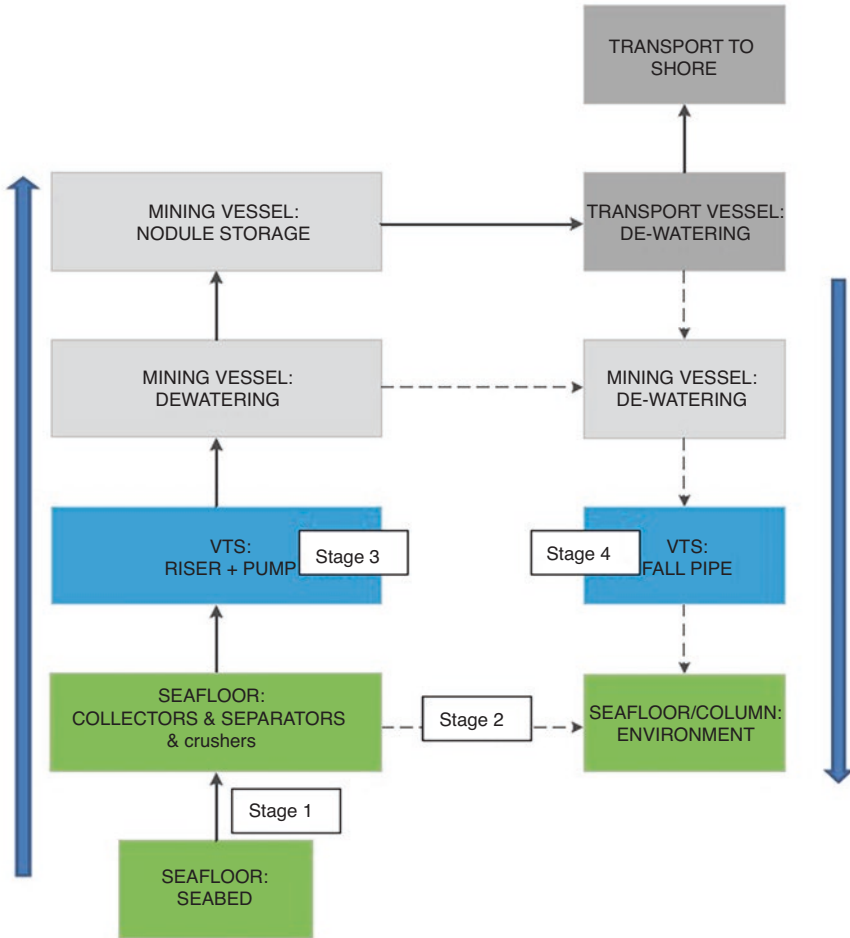 TRANSPORT TO
SHORE
MINING VESSEL:
NODULE STORAGE
TRANSPORT VESSEL:
DE-WATERING
MINING VESSEL:
DEWATERING
MINING VESSEL:
DE-WATERING
VTS:
RISER + PUMP
Stage 3
Stage 4
VTS:
FALL PIPE
SEAFLOOR:
COLLECTORS & SEPARATORS
& crushers
Stage 2
SEAFLOOR/COLUMN:
ENVIRONMENT
Stage 1
SEAFLOOR:
SEABED